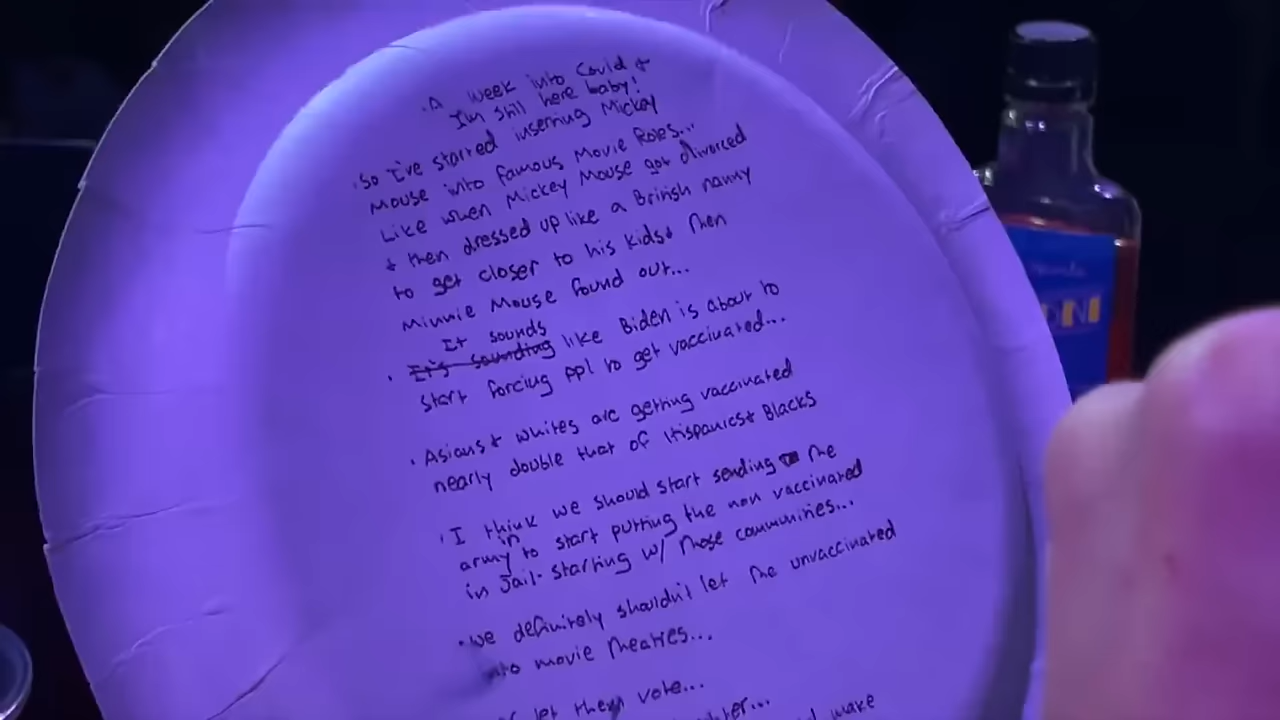 ·A week into Covid &
I'm still here baby!
·So I've started inserting Mickey
Mouse into famous Movie Roles...
Like when Mickey Mouse got divorced
& then dressed up like a British nanny
to get closer to his kids & then
Minnie Mouse found out...
It sounds
· It's sounding like Biden is about to
start forcing ppl to get vaccinated...
·Asians & whites are getting vaccinated
nearly double that of Hispanics & Blacks
·I think we should start sending the
in
army to start putting the non vaccinated
in Jail- starting w/ those communities...
·We definitely shouldn't let the unvaccinated
into movie theatres...
let them vote...
make